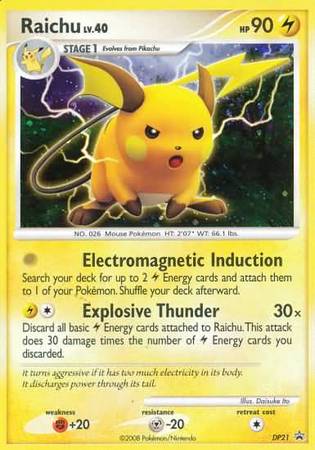 Raichu LV.40 HP 90
STAGE 1 Evolves from Pikachu
NO. 026 Mouse Pokémon HT: 2'07" WT: 66.1 lbs.
Electromagnetic Induction
Search your deck for up to 2 Energy cards and attach them
to 1 of your Pokémon. Shuffle your deck afterward.
Explosive Thunder 30x
Discard all basic Energy cards attached to Raichu. This attack
does 30 damage times the number of Energy cards you
discarded.
It turns aggressive if it has too much electricity in its body.
It discharges power through its tail.
Illus. Daisuke Ito
weakness resistance retreat cost
+20 -20
©2008 Pokémon/Nintendo DP21